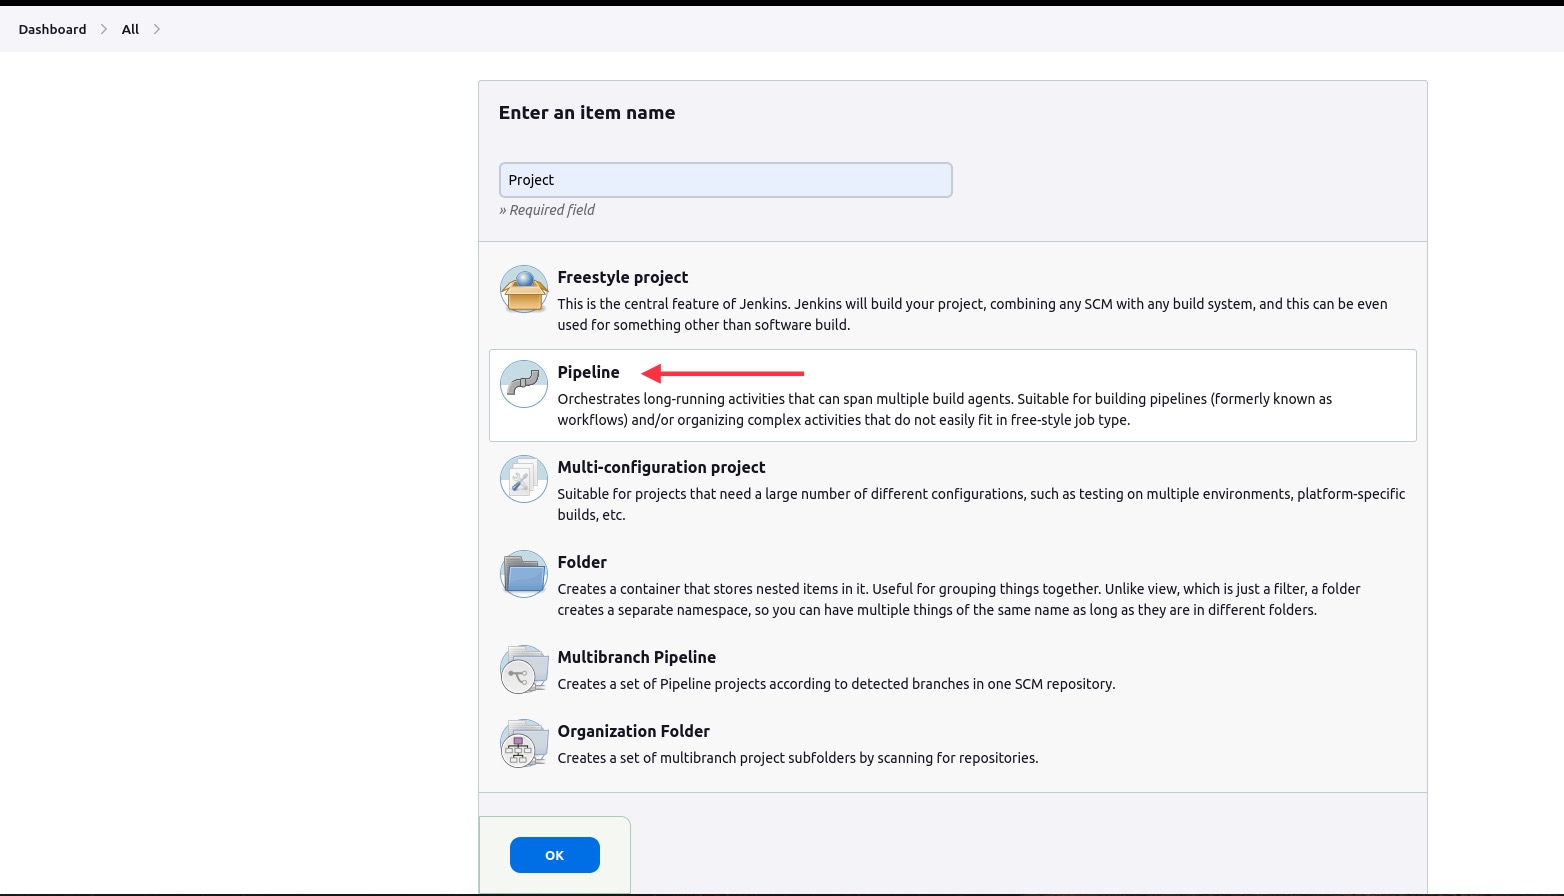 Dashboard All
Enter an item name
Project
» Required field
Freestyle project
This is the central feature of Jenkins. Jenkins will build your project, combining any SCM with any build system, and this can be even
used for something other than software build.
Pipeline
Orchestrates long-running activities that can span multiple build agents. Suitable for building pipelines (formerly known as
workflows) and/or organizing complex activities that do not easily fit in free-style job type.
Multi-configuration project
Suitable for projects that need a large number of different configurations, such as testing on multiple environments, platform-specific
builds, etc.
Folder
Creates a container that stores nested items in it. Useful for grouping things together. Unlike view, which is just a filter, a folder
creates a separate namespace, so you can have multiple things of the same name as long as they are in different folders.
Multibranch Pipeline
Creates a set of Pipeline projects according to detected branches in one SCM repository.
Organization Folder
Creates a set of multibranch project subfolders by scanning for repositories.
OK